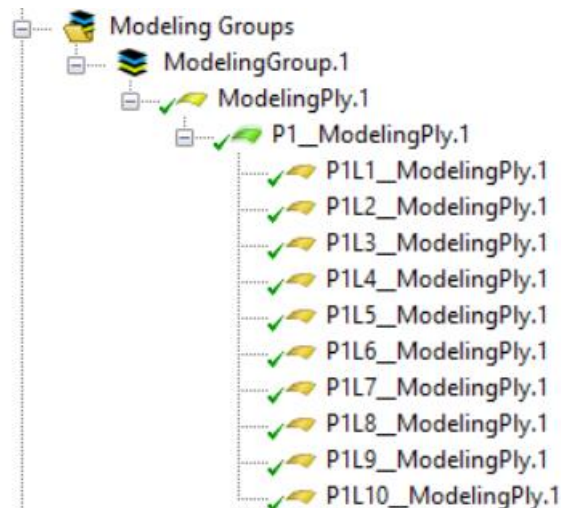 Modeling Groups
ModelingGroup.1
ModelingPly.1
P1__ModelingPly.1
P1L1__ModelingPly.1
P1L2__ModelingPly.1
P1L3__ModelingPly.1
P1L4__ModelingPly.1
P1L5__ModelingPly.1
P1L6__ModelingPly.1
P1L7__ModelingPly.1
P1L8__ModelingPly.1
P1L9__ModelingPly.1
P1L10__ModelingPly.1